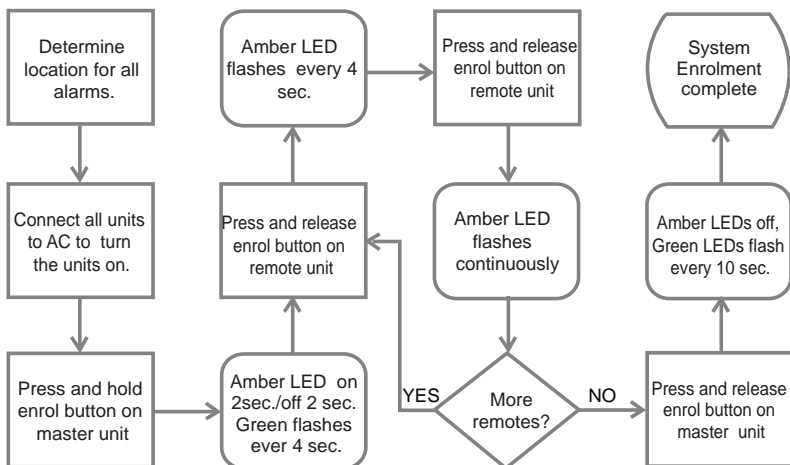 Determine
location for all
alarms.
Connect all units
to AC to turn
the units on.
Press and hold
enrol button on
master unit
Amber LED on
2sec./off 2 sec.
Green flashes
ever 4 sec.
Press and release
enrol button on
remote unit
Amber LED
flashes every 4
sec.
Press and release
enrol button on
remote unit
Amber LED
flashes
continuously
More
remotes?
YES
NO
Press and release
enrol button on
master unit
Amber LEDs off,
Green LEDs flash
every 10 sec.
System
Enrolment
complete